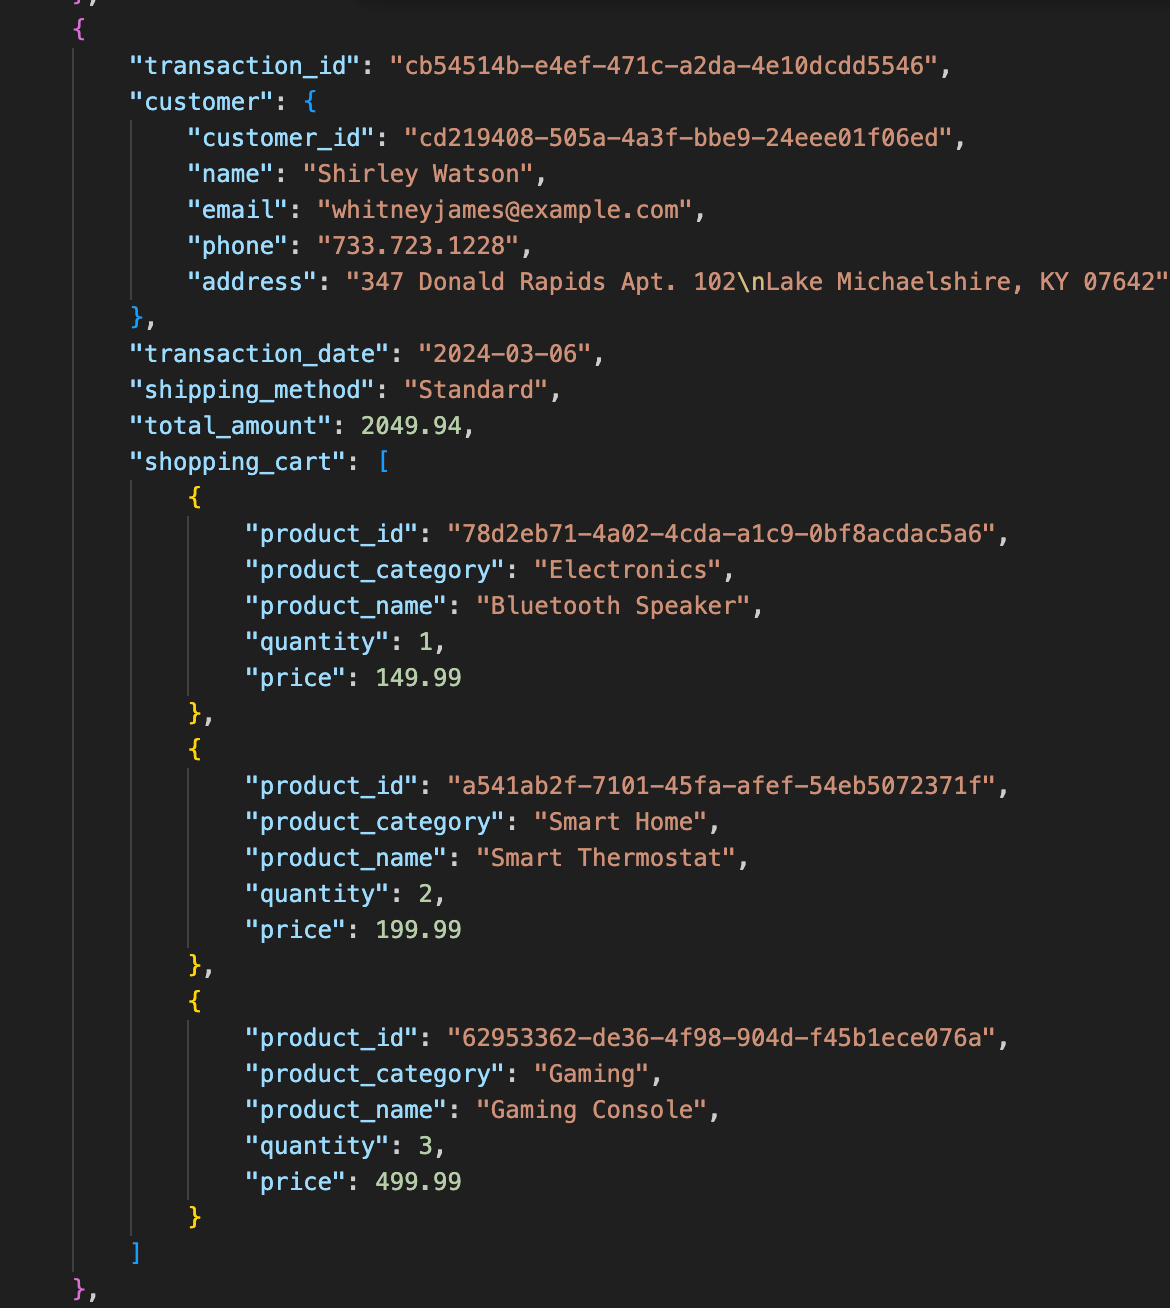 },
{
"transaction_id": "cb54514b-e4ef-471c-a2da-4e10dcdd5546",
"customer": {
"customer_id": "cd219408-505a-4a3f-bbe9-24eee01f06ed",
"name": "Shirley Watson",
"email": "whitneyjames@example.com",
"phone": "733.723.1228",
"address": "347 Donald Rapids Apt. 102\nLake Michaelshire, KY 07642"
},
"transaction_date": "2024-03-06",
"shipping_method": "Standard",
"total_amount": 2049.94,
"shopping_cart": [
{
"product_id": "78d2eb71-4a02-4cda-a1c9-0bf8acdac5a6",
"product_category": "Electronics",
"product_name": "Bluetooth Speaker",
"quantity": 1,
"price": 149.99
},
{
"product_id": "a541ab2f-7101-45fa-afef-54eb5072371f",
"product_category": "Smart Home",
"product_name": "Smart Thermostat",
"quantity": 2,
"price": 199.99
},
{
"product_id": "62953362-de36-4f98-904d-f45b1ece076a",
"product_category": "Gaming",
"product_name": "Gaming Console",
"quantity": 3,
"price": 499.99
}
]
},